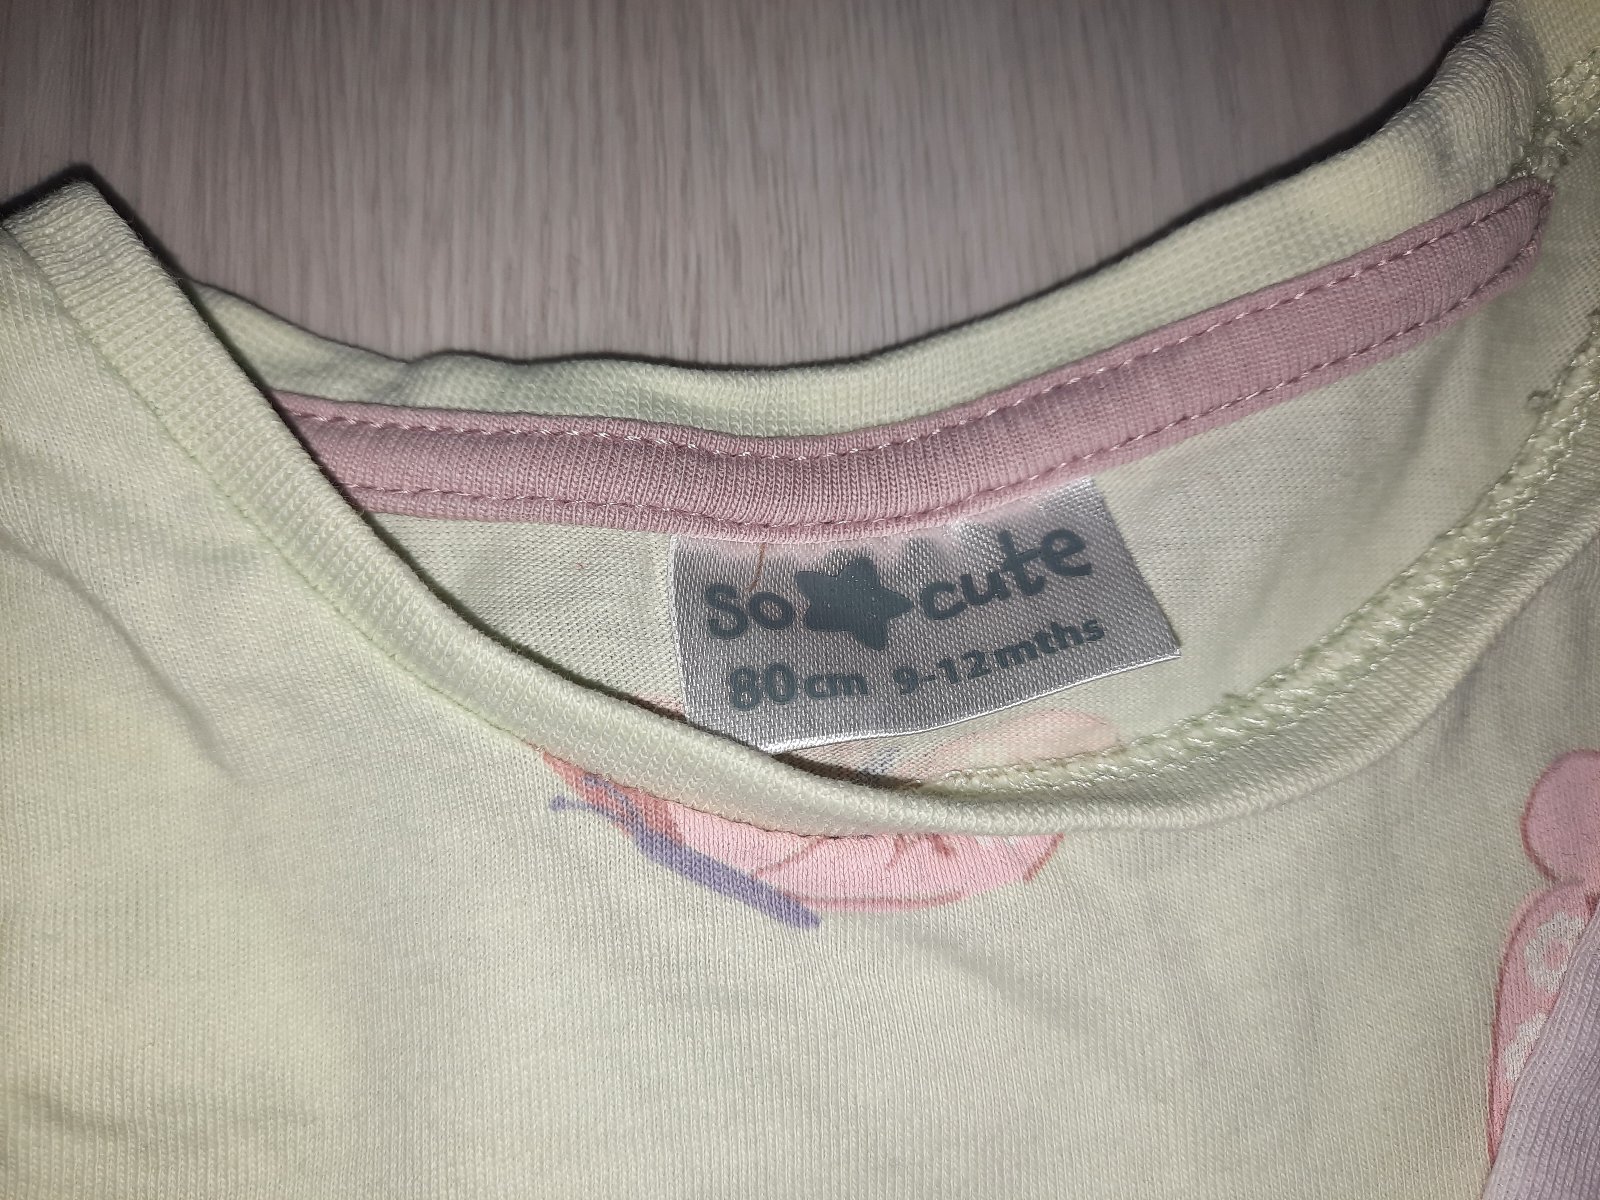 So cute
80cm 9-12mths